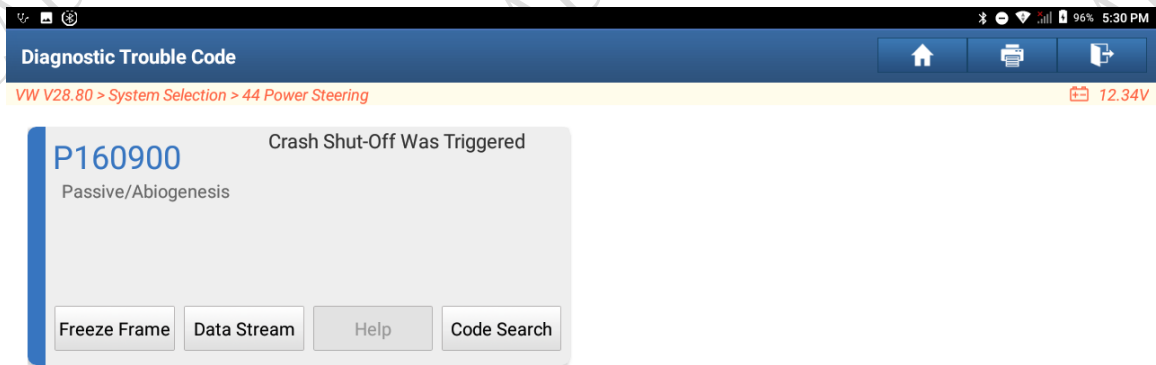 96% 5:30 PM
Diagnostic Trouble Code
VW V28.80 > System Selection > 44 Power Steering
12.34V
P160900
Crash Shut-Off Was Triggered
Passive/Abiogenesis
Freeze Frame
Data Stream
Help
Code Search